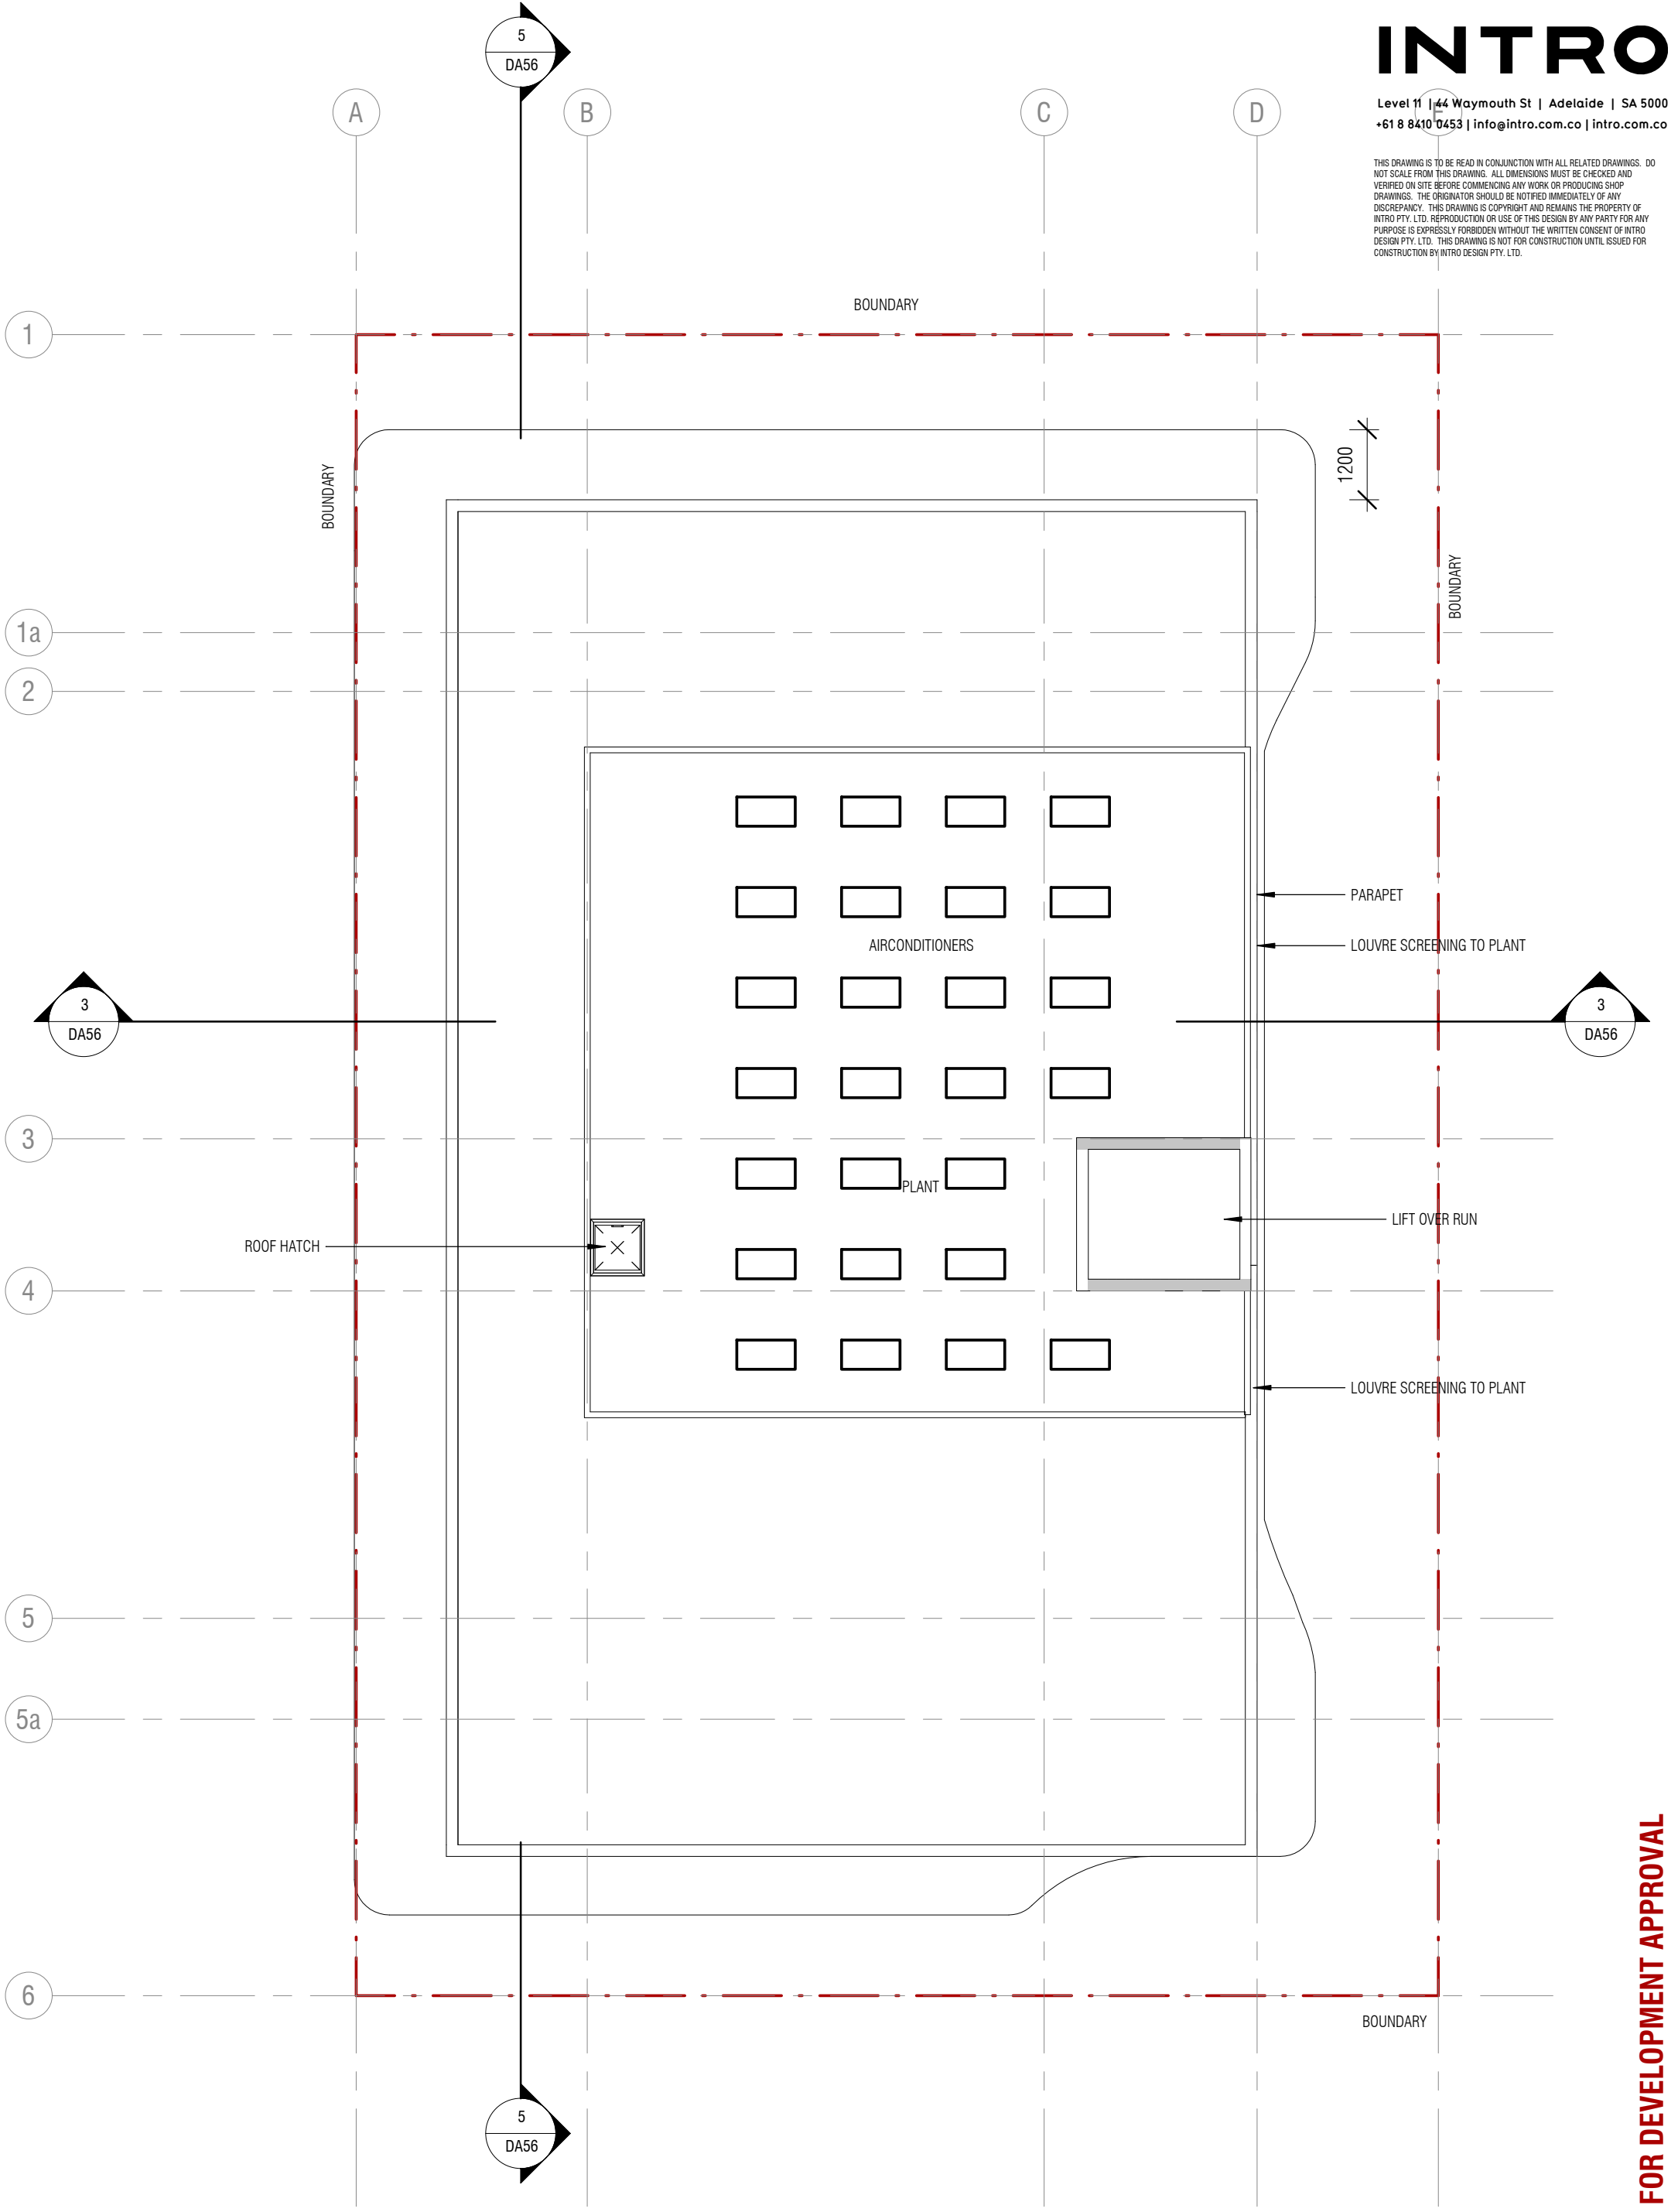 INTRO
Level 11 | 44 Waymouth St | Adelaide | SA 5000
+61 8 8410 0453 | info@intro.com.co | intro.com.co
THIS DRAWING IS TO BE READ IN CONJUNCTION WITH ALL RELATED DRAWINGS. DO
NOT SCALE FROM THIS DRAWING. ALL DIMENSIONS MUST BE CHECKED AND
VERIFIED ON SITE BEFORE COMMENCING ANY WORK OR PRODUCING SHOP
DRAWINGS. THE ORIGINATOR SHOULD BE NOTIFIED IMMEDIATELY OF ANY
DISCREPANCY. THIS DRAWING IS COPYRIGHT AND REMAINS THE PROPERTY OF
INTRO PTY. LTD. REPRODUCTION OR USE OF THIS DESIGN BY ANY PARTY FOR ANY
PURPOSE IS EXPRESSLY FORBIDDEN WITHOUT THE WRITTEN CONSENT OF INTRO
DESIGN PTY. LTD. THIS DRAWING IS NOT FOR CONSTRUCTION UNTIL ISSUED FOR
CONSTRUCTION BY INTRO DESIGN PTY. LTD.
5
DA56
A
B
C
D
E
BOUNDARY
1
1200
BOUNDARY
BOUNDARY
1a
2
PARAPET
AIRCONDITIONERS
LOUVRE SCREENING TO PLANT
3
DA56
3
DA56
3
PLANT
LIFT OVER RUN
ROOF HATCH
4
LOUVRE SCREENING TO PLANT
5
5a
6
BOUNDARY
5
DA56
FOR DEVELOPMENT APPROVAL